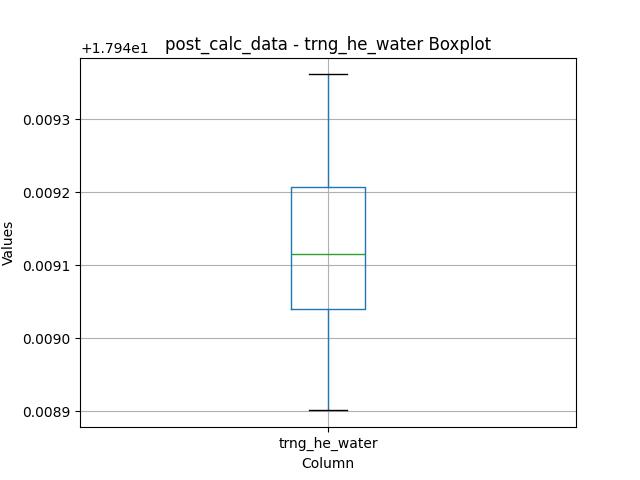 post_calc_data - trng_he_water Boxplot
+1.794e1
0.0093
0.0092
0.0091
0.0090
0.0089
Values
trng_he_water
Column